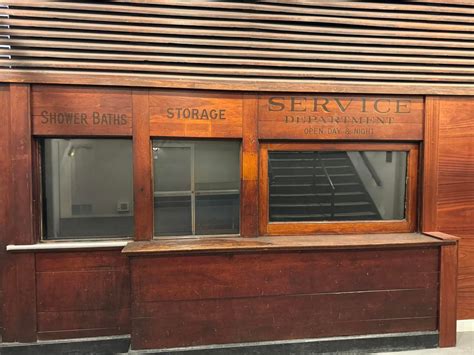 SHOWER BATHS
STORAGE
SERVICE
DEPARTMENT
OPEN DAY & NIGHT